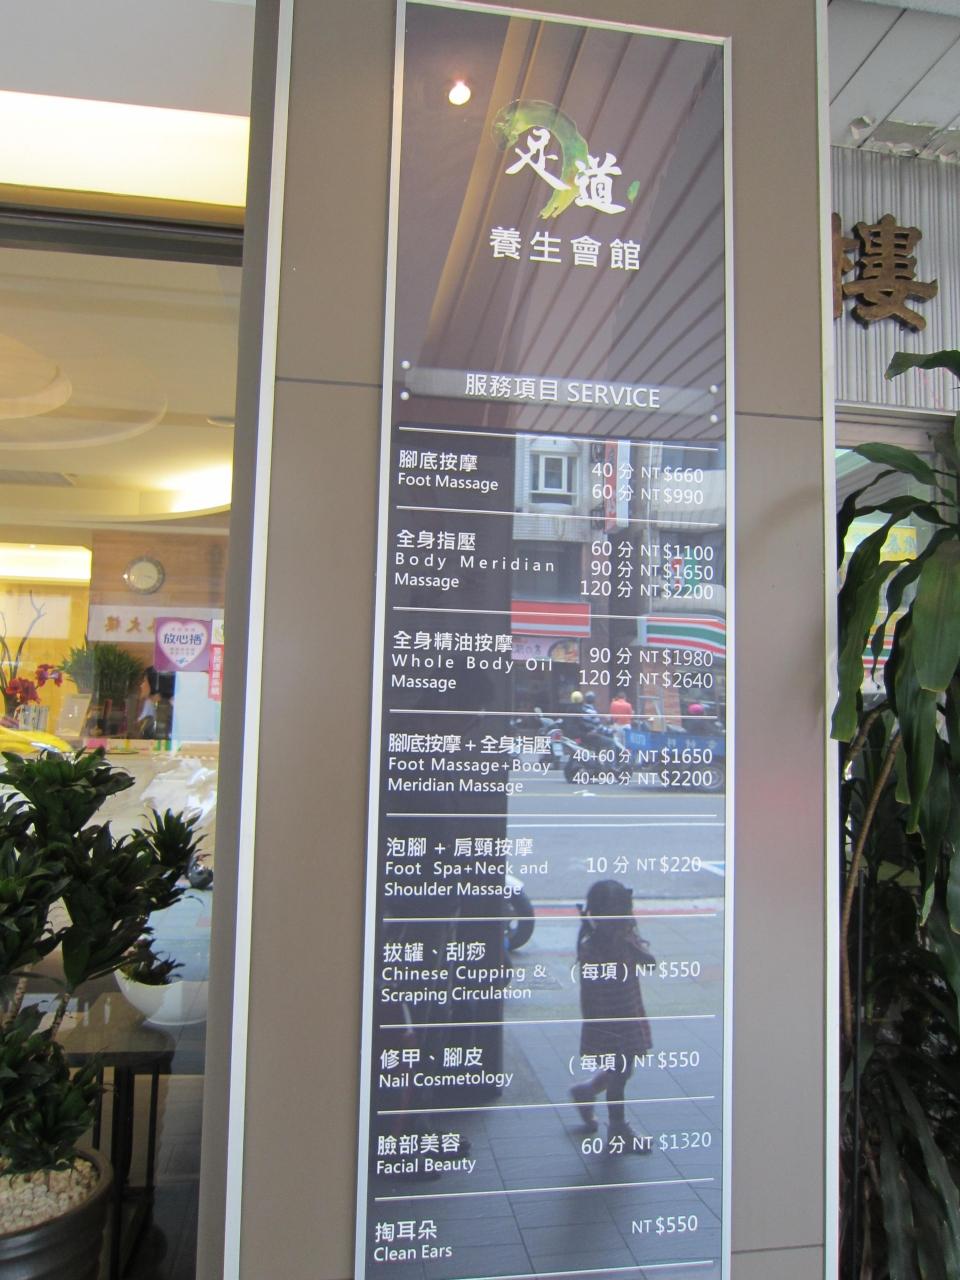 足道
養生會館
服務項目 SERVICE
腳底按摩
Foot Massage
40 分 NT $660
60 分 NT $990
全身指壓
Body Meridian
Massage
60 分 NT $1100
90 分 NT $1650
120 分 NT $2200
全身精油按摩
Whole Body Oil
Massage
90 分 NT $1980
120 分 NT $2640
腳底按摩 + 全身指壓
Foot Massage+Booy
Meridian Massage
40+60 分 NT $1650
40+90 分 NT $2200
泡腳 + 肩頸按摩
Foot Spa+Neck and
Shoulder Massage
10 分 NT $220
拔罐、刮痧
Chinese Cupping &
Scraping Circulation
(每項) NT $550
修甲、腳皮
Nail Cosmetology
(每項) NT $550
臉部美容
Facial Beauty
60 分 NT $1320
掏耳朵
Clean Ears
NT $550
樓
放心捂